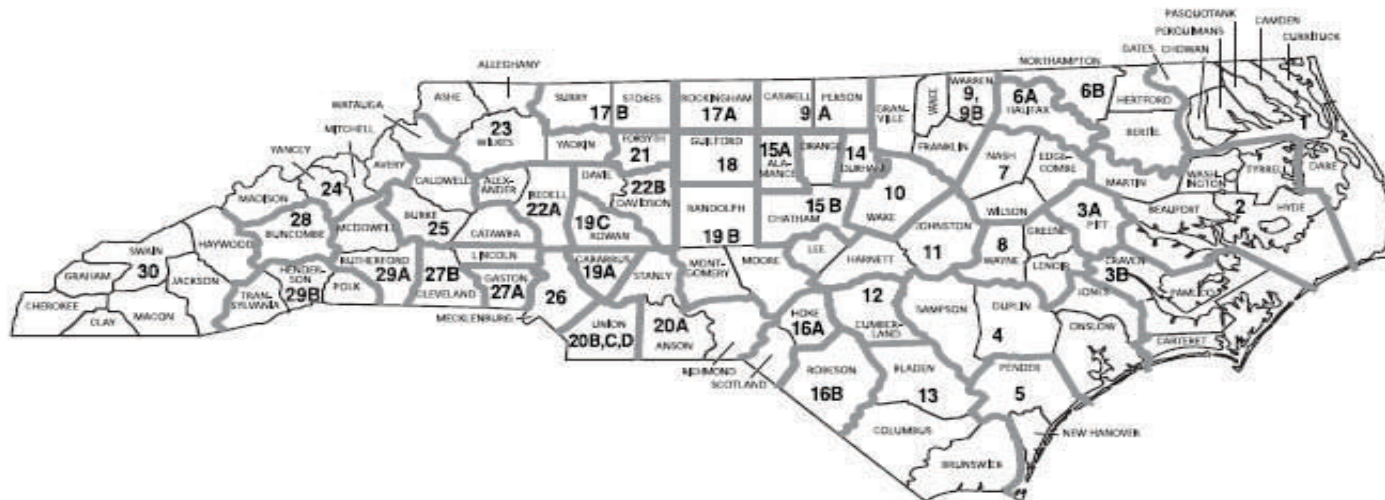 PASQUOTANK
PERQUIMANS
CAMDEN
CHOWAN
CURRITUCK
GATES
NORTHAMPTON
ALLEGHANY
ASHE
SURRY
17 B
STOKES
ROCKINGHAM
17A
CASWELL
PERSON
9 A
GRAN-
VILLE
WARREN
9,
9B
6A
HALIFAX
6B
HERTFORD
BERTIE
WATAUGA
MITCHELL
YANCEY
AVERY
23
WILKES
YADKIN
FORSYTH
21
GUILFORD
18
15A
ALA-
MANCE
ORANGE
14
DURHAM
FRANKLIN
NASH
7
EDGE-
COMBE
MARTIN
WASH-
INGTON
TYRREL
DARE
MADISON
24
CALDWELL
ALEX-
ANDER
IREDELL
22A
DAVIE
22B
DAVIDSON
RANDOLPH
19 B
CHATHAM
15 B
10
WAKE
JOHNSTON
11
WILSON
GREENE
3A
PITT
BEAUFORT
2
HYDE
28
BUNCOMBE
MCDOWELL
BURKE
25
CATAWBA
19C
ROWAN
8
WAYNE
LENOIR
CRAVEN
3B
JONES
PAMLICO
SWAIN
30
HAYWOOD
GRAHAM
JACKSON
CHEROKEE
CLAY
MACON
HENDER-
SON
29B
TRAN-
SYLVANIA
POLK
RUTHERFORD
29A
27B
CLEVELAND
LINCOLN
GASTON
27A
MECKLENBURG
26
CABARRUS
19A
STANLY
MONT-
GOMERY
MOORE
LEE
HARNETT
12
CUMBER-
LAND
SAMPSON
DUPLIN
4
ONSLOW
CARTERET
UNION
20B,C,D
20A
ANSON
RICHMOND
SCOTLAND
HOKE
16A
ROBESON
16B
BLADEN
13
PENDER
5
COLUMBUS
BRUNSWICK
NEW HANOVER